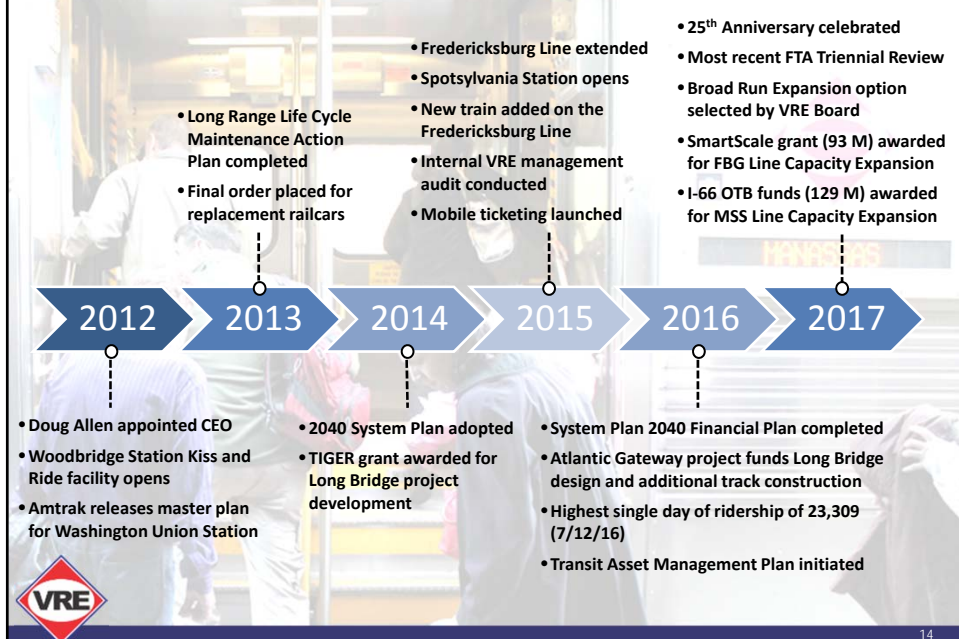 • Long Range Life Cycle
Maintenance Action
Plan completed
• Final order placed for
replacement railcars
• Fredericksburg Line extended
• Spotsylvania Station opens
• New train added on the
Fredericksburg Line
• Internal VRE management
audit conducted
• Mobile ticketing launched
• 25th Anniversary celebrated
• Most recent FTA Triennial Review
• Broad Run Expansion option
selected by VRE Board
• SmartScale grant (93 M) awarded
for FBG Line Capacity Expansion
• I-66 OTB funds (129 M) awarded
for MSS Line Capacity Expansion
MANASSAS
2012 2013 2014 2015 2016 2017
• Doug Allen appointed CEO
• Woodbridge Station Kiss and
Ride facility opens
• Amtrak releases master plan
for Washington Union Station
• 2040 System Plan adopted
• TIGER grant awarded for
Long Bridge project
development
• System Plan 2040 Financial Plan completed
• Atlantic Gateway project funds Long Bridge
design and additional track construction
• Highest single day of ridership of 23,309
(7/12/16)
• Transit Asset Management Plan initiated
VRE
14